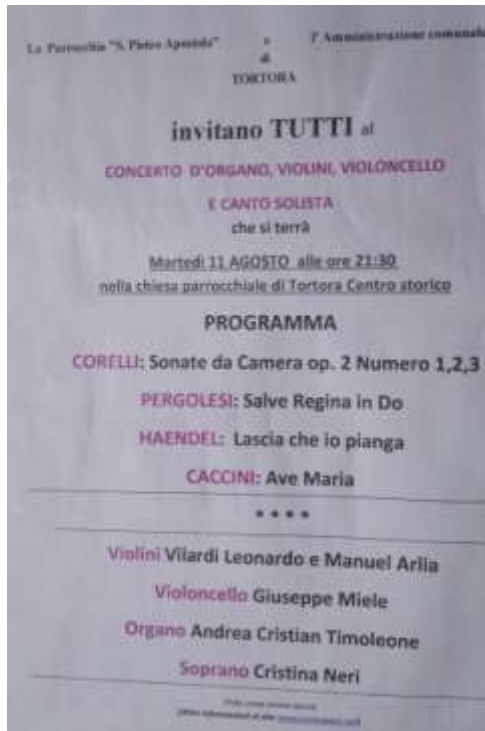 La Parrocchia "S. Pietro Apostolo" e l'Amministrazione comunale
di
TORTORA
invitano TUTTI al
CONCERTO D'ORGANO, VIOLINI, VIOLONCELLO
E CANTO SOLISTA
che si terrà
Martedì 11 AGOSTO alle ore 21:30
nella chiesa parrocchiale di Tortora Centro storico
PROGRAMMA
CORELLI: Sonate da Camera op. 2 Numero 1,2,3
PERGOLESI: Salve Regina in Do
HAENDEL: Lascia che io pianga
CACCINI: Ave Maria
****
Violini Vilardi Leonardo e Manuel Arlia
Violoncello Giuseppe Miele
Organo Andrea Cristian Timoleone
Soprano Cristina Neri